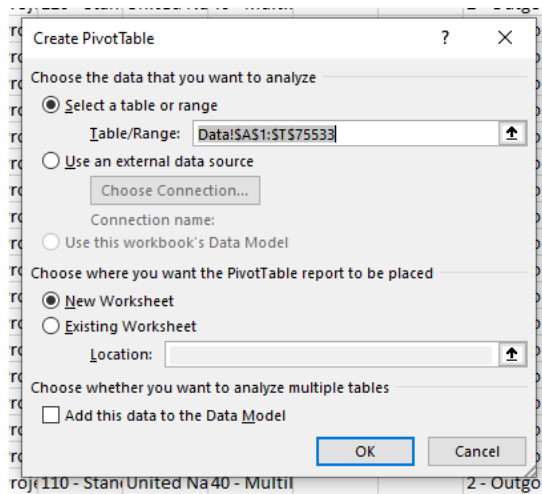 Create PivotTable ? ×
Choose the data that you want to analyze
Select a table or range
Table/Range: Data!$A$1:$T$75533
Use an external data source
Choose Connection...
Connection name:
Use this workbook's Data Model
Choose where you want the PivotTable report to be placed
New Worksheet
Existing Worksheet
Location:
Choose whether you want to analyze multiple tables
Add this data to the Data Model
OK Cancel
roje 110 - Stan United Na 40 - Multil 2 - Outgo